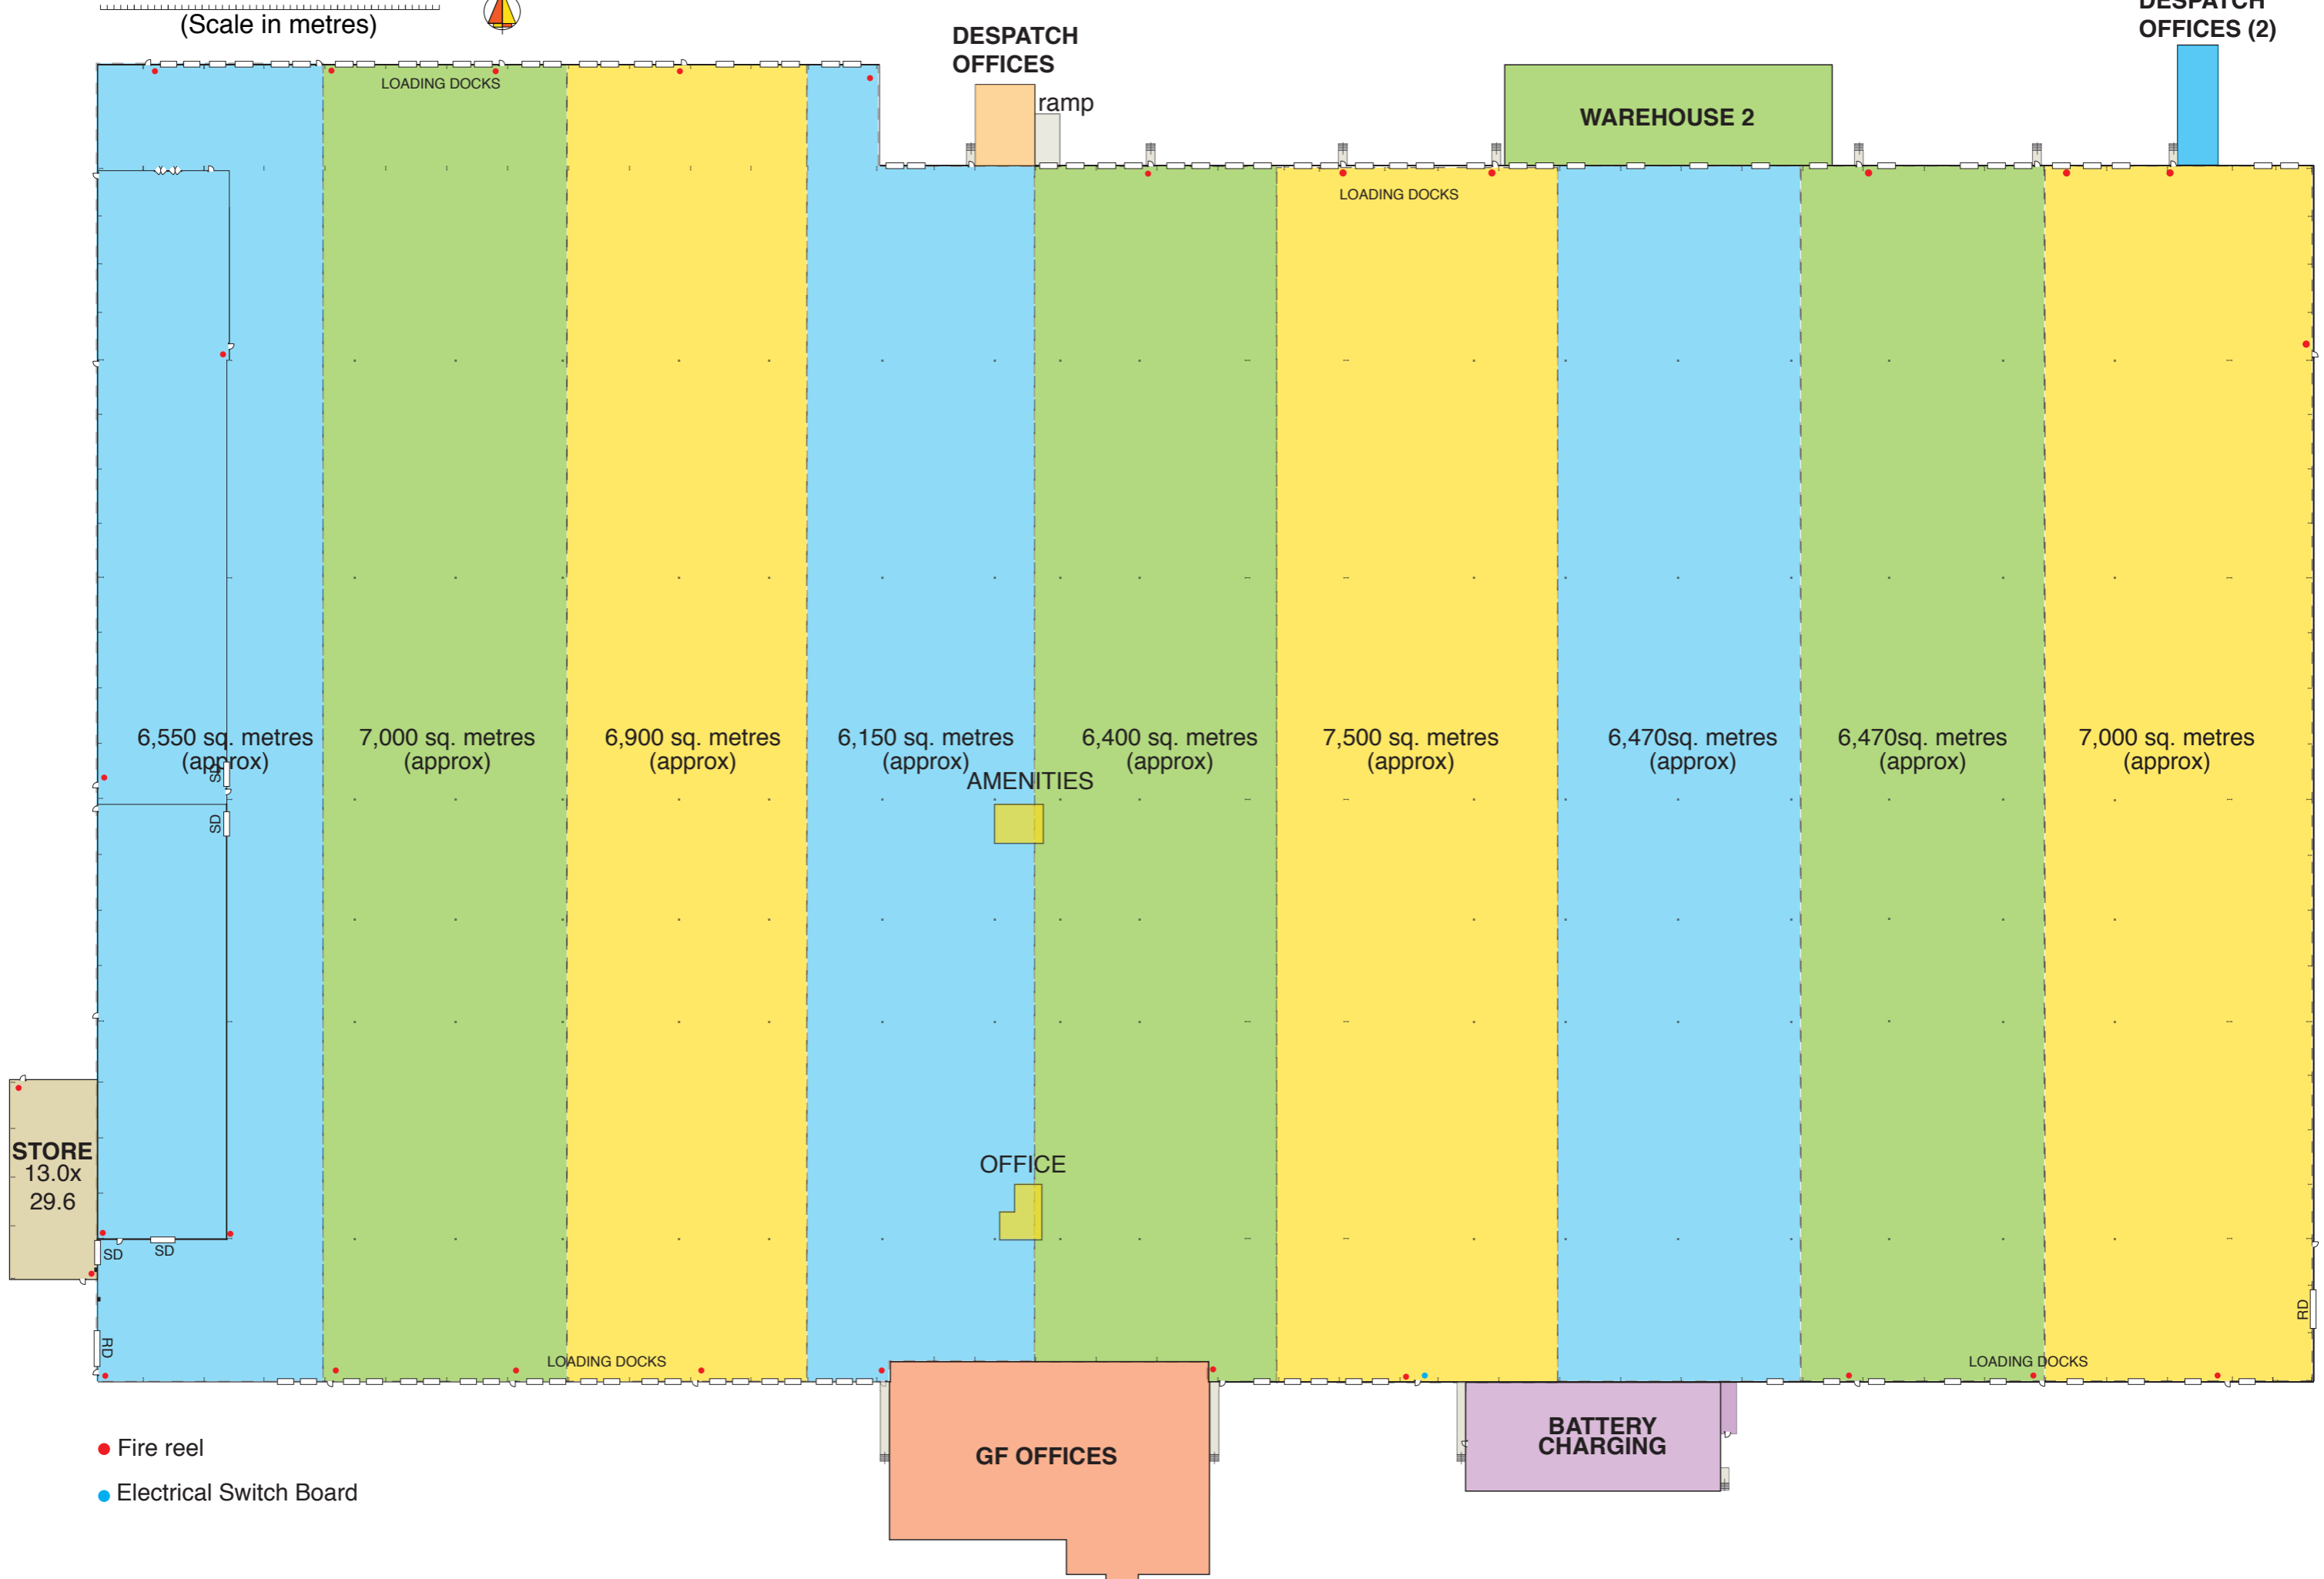 (Scale in metres)
DESPATCH
OFFICES
ramp
DESPATCH
OFFICES (2)
WAREHOUSE 2
LOADING DOCKS
LOADING DOCKS
6,550 sq. metres
(approx)
7,000 sq. metres
(approx)
6,900 sq. metres
(approx)
6,150 sq. metres
(approx)
6,400 sq. metres
(approx)
7,500 sq. metres
(approx)
6,470sq. metres
(approx)
6,470sq. metres
(approx)
7,000 sq. metres
(approx)
SD
SD
AMENITIES
OFFICE
STORE
13.0x
29.6
SD
SD
RD
RD
LOADING DOCKS
LOADING DOCKS
GF OFFICES
BATTERY
CHARGING
Fire reel
Electrical Switch Board